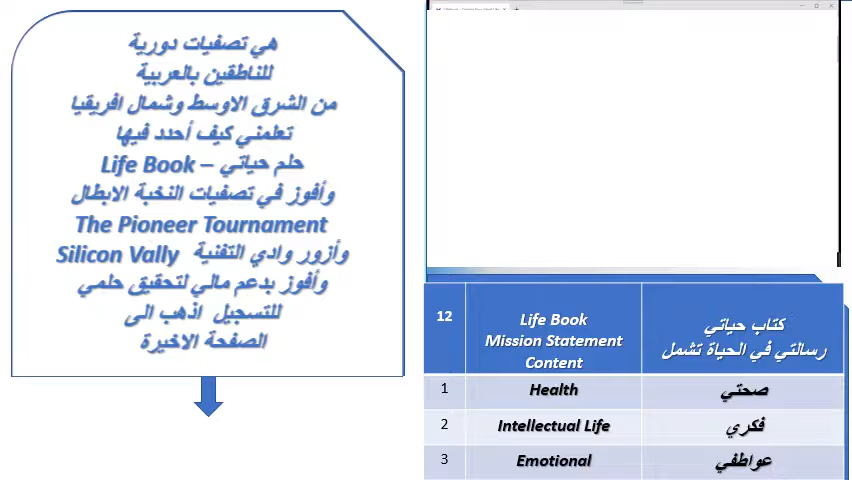 هي تصفيات دورية
للناطقين بالعربية
من الشرق الاوسط وشمال افريقيا
تعلمني كيف أحدد فيها
حلم حياتي – Life Book
وأفوز في تصفيات النخبة الابطال
The Pioneer Tournament
وأزور وادي التقنية Silicon Vally
وأفوز بدعم مالي لتحقيق حلمي
للتسجيل اذهب الى
الصفحة الاخيرة
12
Life Book
Mission Statement
Content
كتاب حياتي
رسالتي في الحياة تشمل
1 Health صحتي
2 Intellectual Life فكري
3 Emotional عواطفي